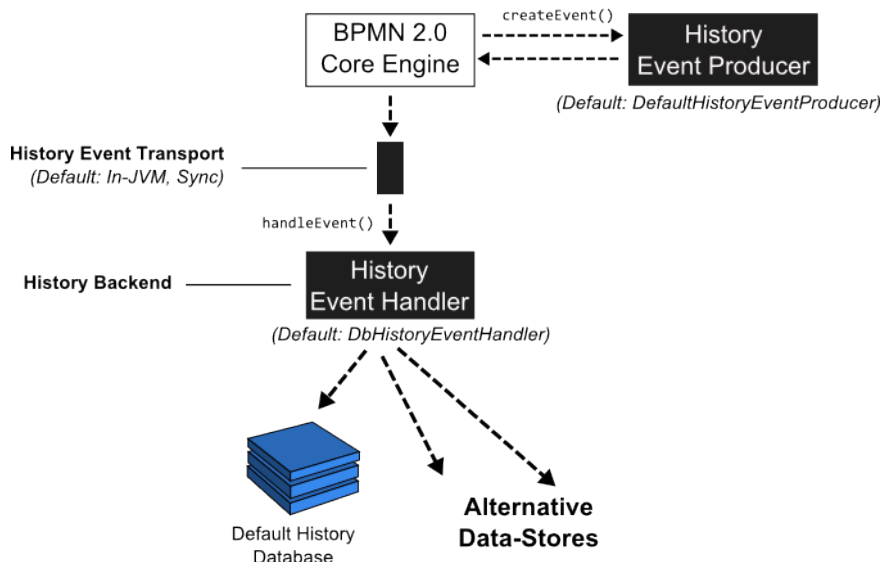 createEvent()
BPMN 2.0
Core Engine
History
Event Producer
(Default: DefaultHistoryEventProducer)
History Event Transport
(Default: In-JVM, Sync)
handleEvent()
History Backend
History
Event Handler
(Default: DbHistoryEventHandler)
Default History
Database
Alternative
Data-Stores